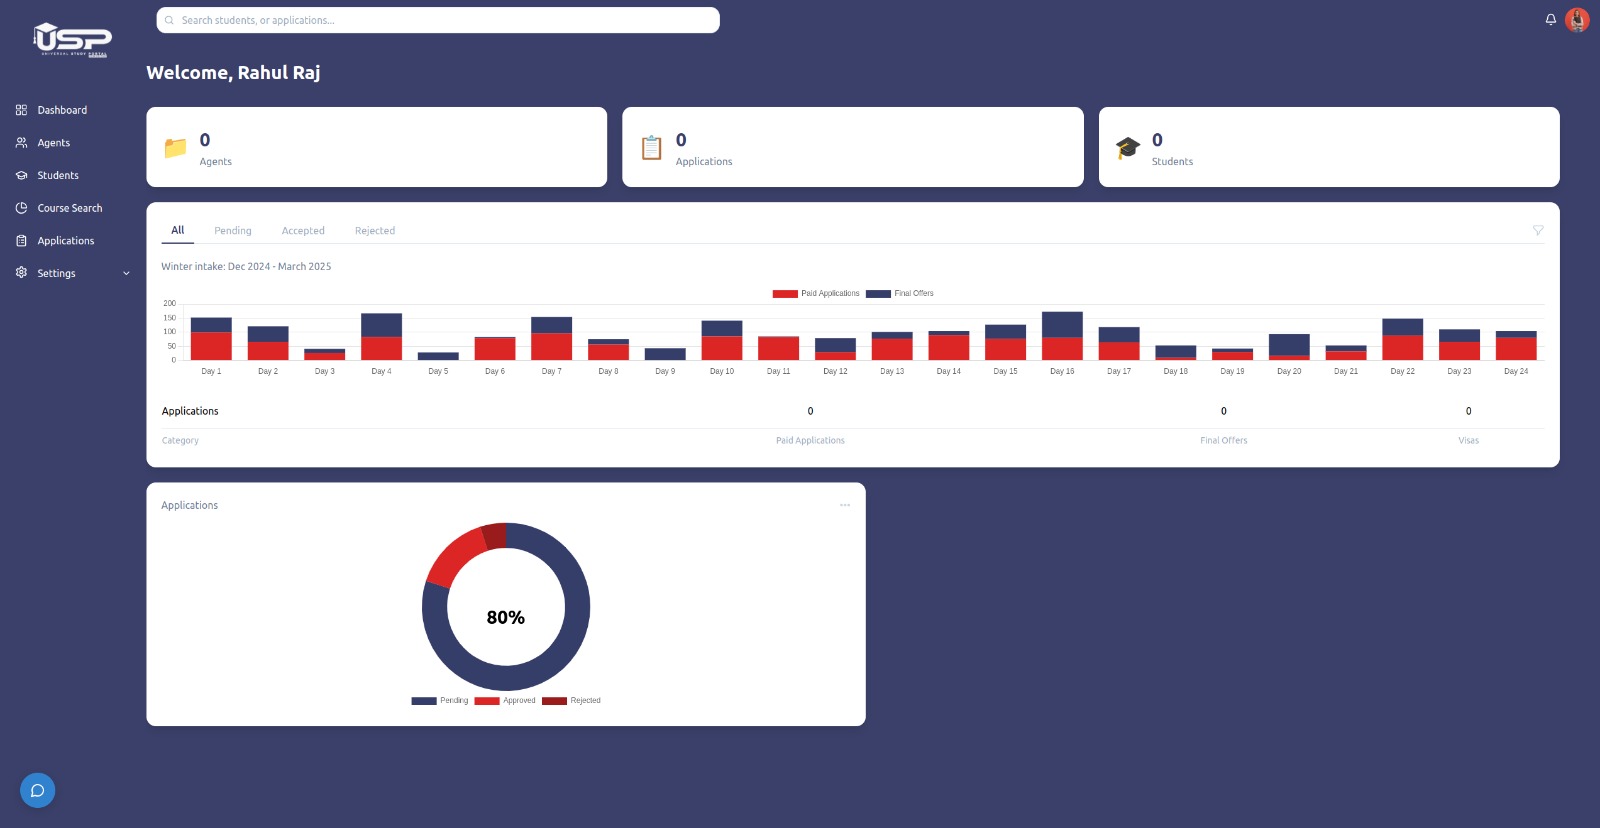 USP
UNIVERSAL STUDY PORTAL
Search students, or applications...
Welcome, Rahul Raj
Dashboard
Agents
Students
Course Search
Applications
Settings
0
Agents
0
Applications
0
Students
All Pending Accepted Rejected
Winter intake: Dec 2024 - March 2025
Paid Applications Final Offers
200
150
100
50
0
Day 1 Day 2 Day 3 Day 4 Day 5 Day 6 Day 7 Day 8 Day 9 Day 10 Day 11 Day 12 Day 13 Day 14 Day 15 Day 16 Day 17 Day 18 Day 19 Day 20 Day 21 Day 22 Day 23 Day 24
Applications 0 0 0
Category Paid Applications Final Offers Visas
Applications
80%
Pending Approved Rejected